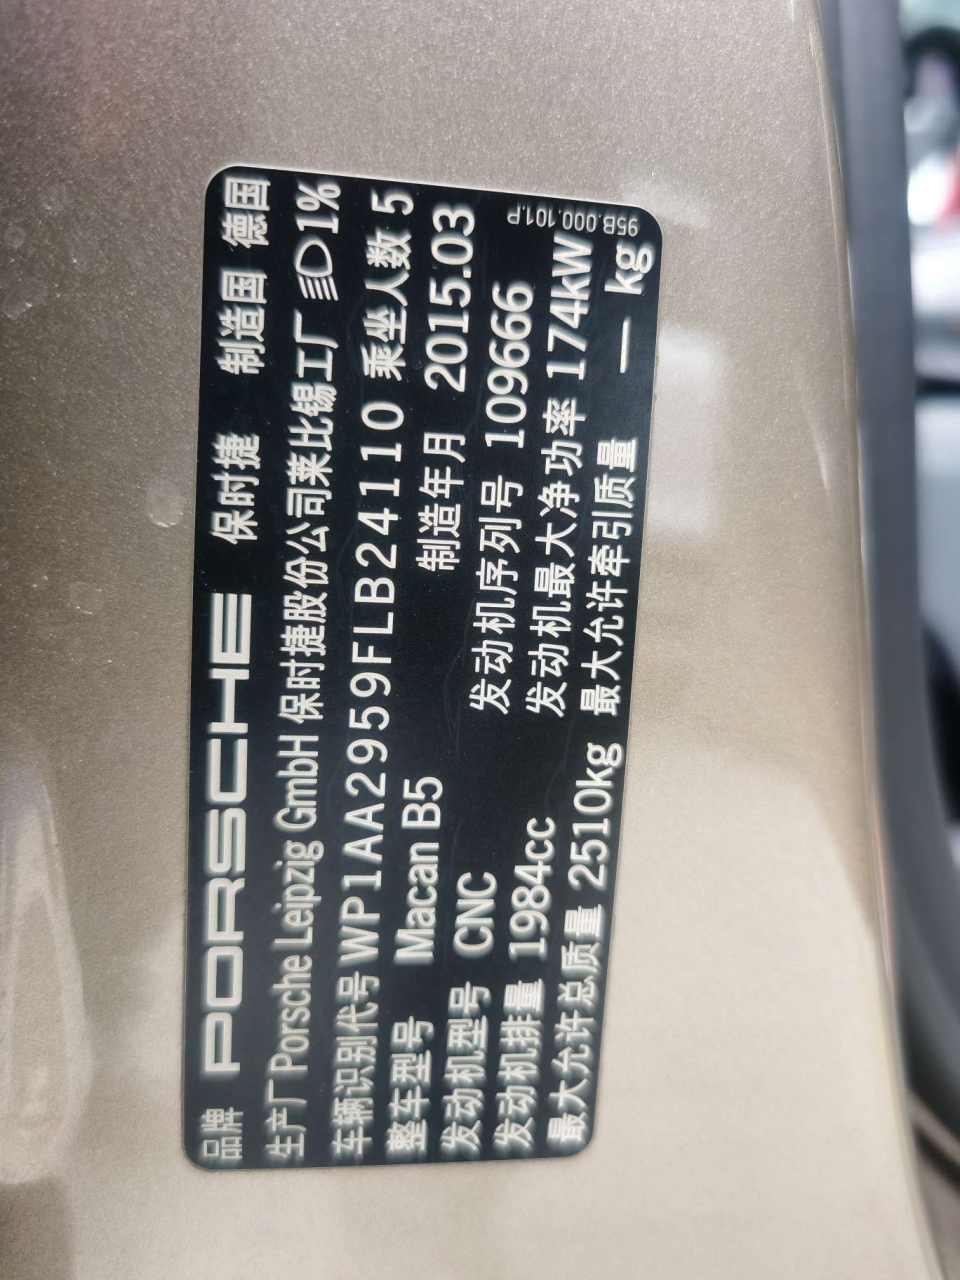 品牌 PORSCHE 保时捷 制造国 德国
生产厂 Porsche Leipzig GmbH 保时捷股份公司莱比锡工厂 1%
车辆识别代号 WP1AA2959FLB24110 乘坐人数 5
整车型号 Macan B5 制造年月 2015.03
发动机型号 CNC 发动机序列号 109666
发动机排量 1984cc 发动机最大净功率 174kW
最大允许总质量 2510kg 最大允许牵引质量 — kg
95B.000.101.P